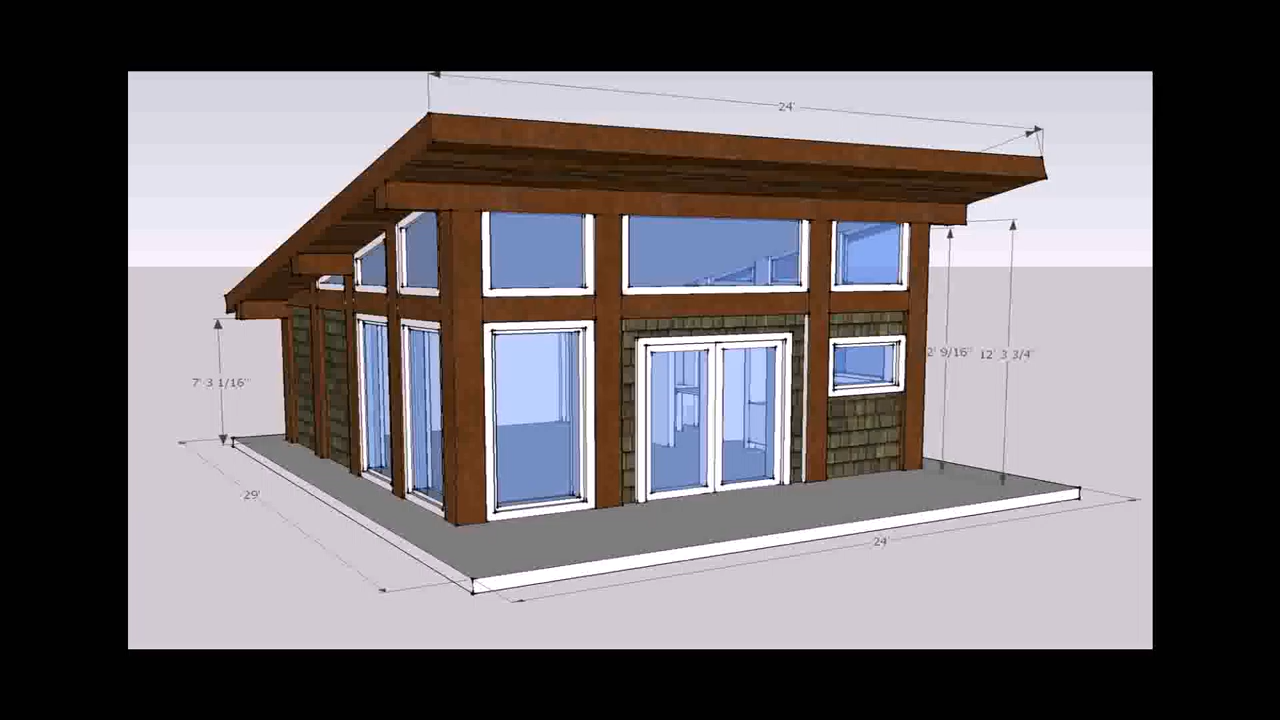 24'
2' 9/16"
12' 3 3/4"
7' 3 1/16"
29'
24'